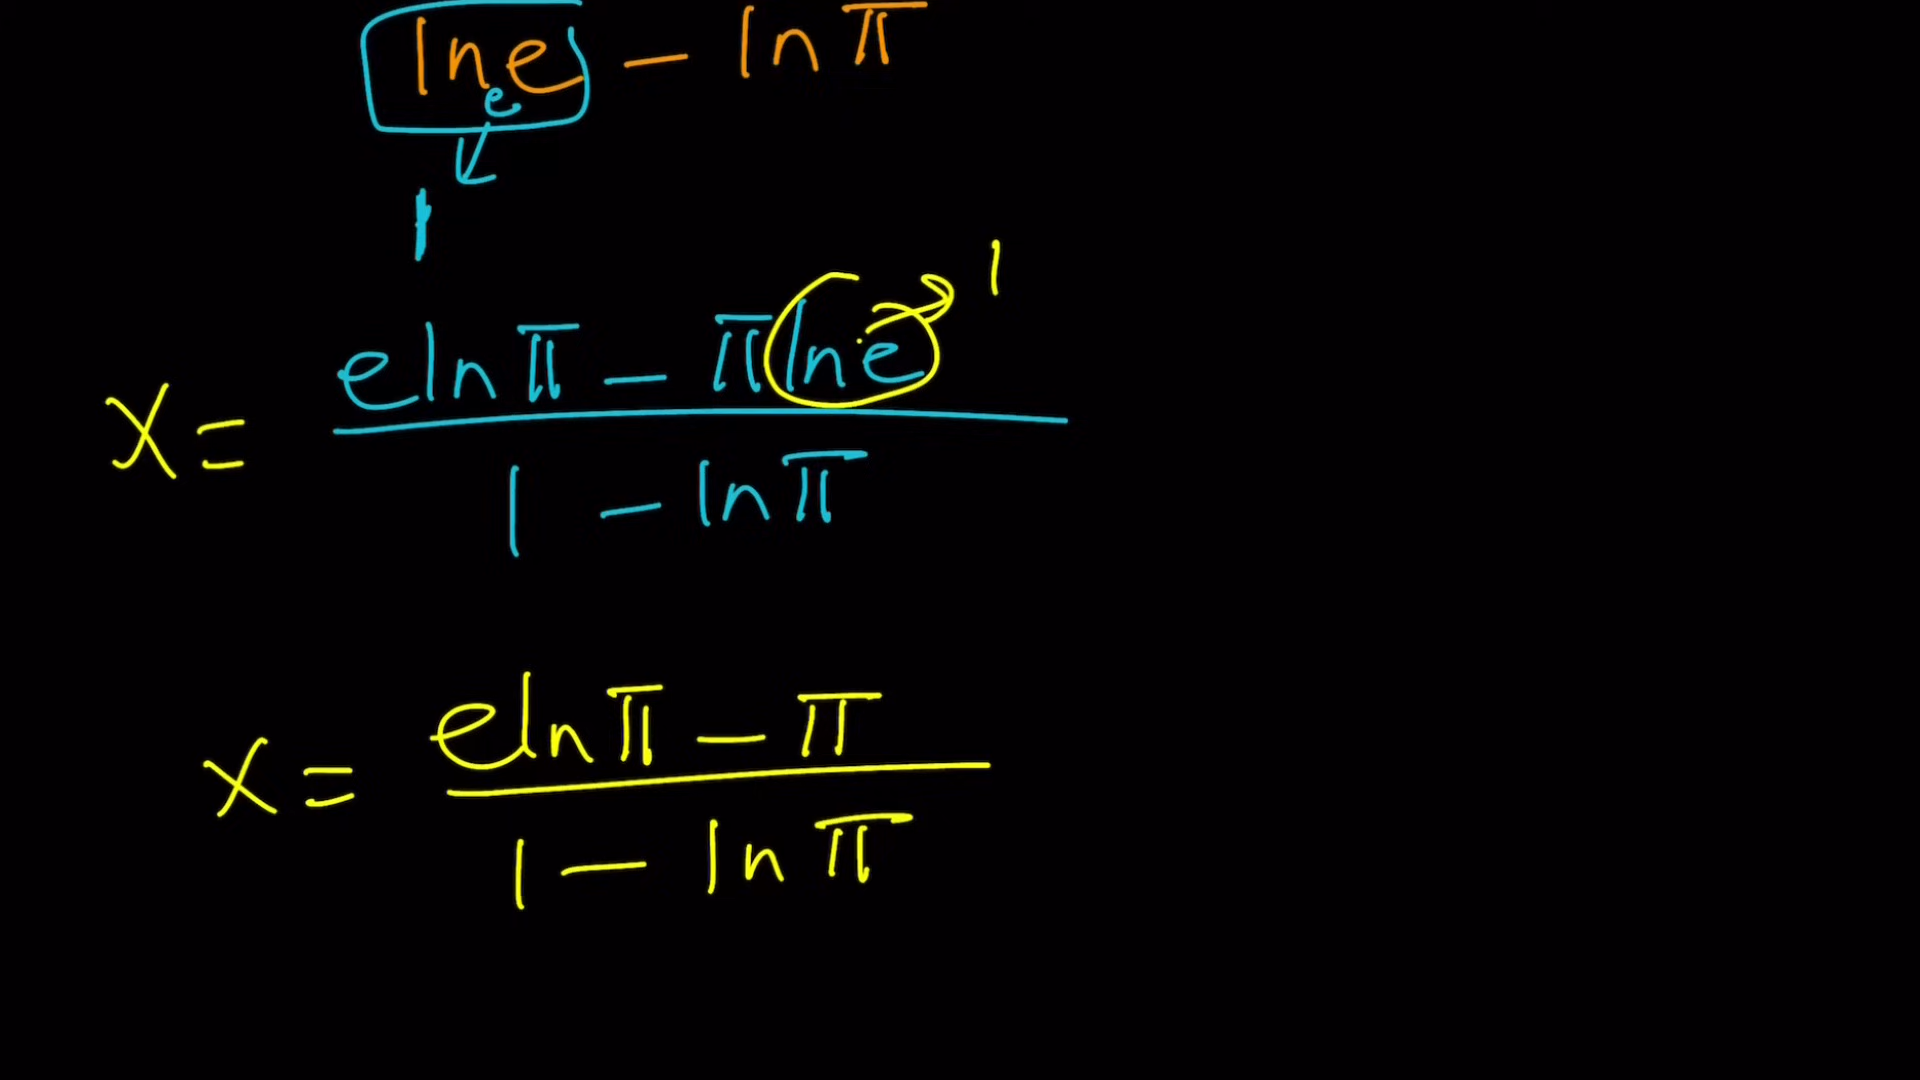 ln e - ln π
e
1
1
x = (e ln π - π ln e) / (1 - ln π)
x = (e ln π - π) / (1 - ln π)